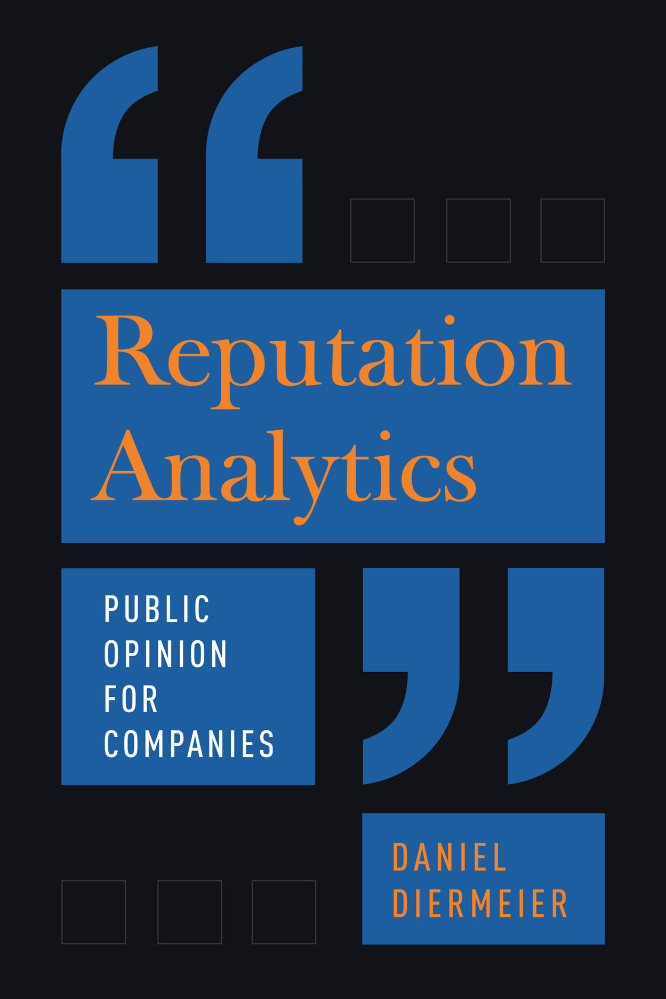 “
Reputation
Analytics
PUBLIC
OPINION
FOR
COMPANIES
”
DANIEL
DIERMEIER